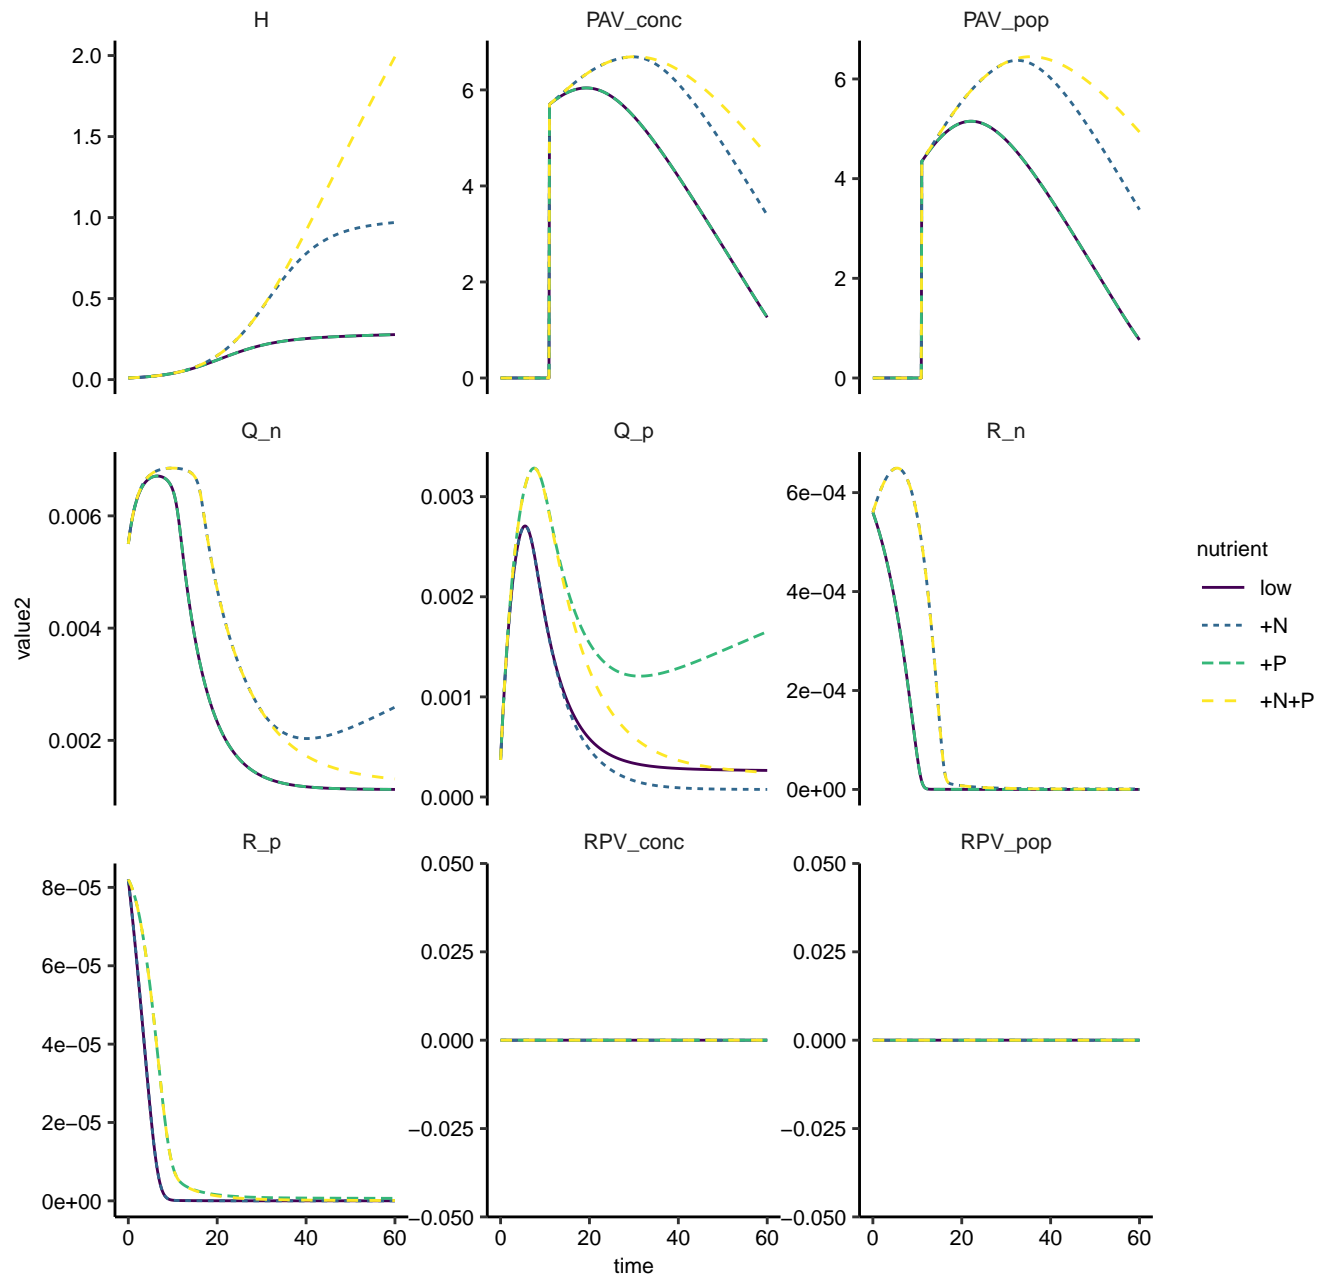 H PAV_conc PAV_pop
2.0
1.5
1.0
0.5
0.0
6
4
2
0
6
4
2
0
Q_n Q_p R_n
0.006
0.004
0.002
0.003
0.002
0.001
0.000
6e−04
4e−04
2e−04
0e+00
R_p RPV_conc RPV_pop
8e−05
6e−05
4e−05
2e−05
0e+00
0.050
0.025
0.000
−0.025
−0.050
0.050
0.025
0.000
−0.025
−0.050
0 20 40 60
0 20 40 60
0 20 40 60
time
value2
nutrient
low
+N
+P
+N+P